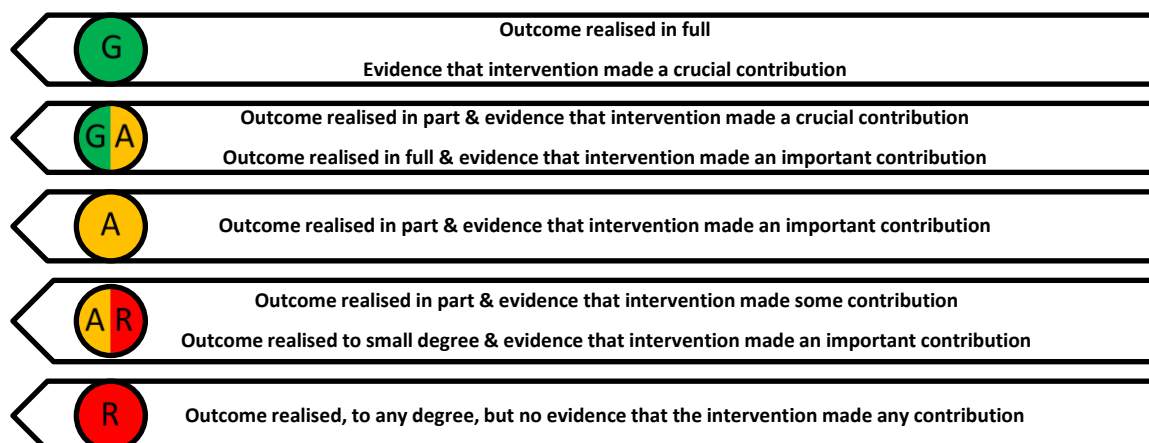 G
Outcome realised in full
Evidence that intervention made a crucial contribution
G A
Outcome realised in part & evidence that intervention made a crucial contribution
Outcome realised in full & evidence that intervention made an important contribution
A
Outcome realised in part & evidence that intervention made an important contribution
A R
Outcome realised in part & evidence that intervention made some contribution
Outcome realised to small degree & evidence that intervention made an important contribution
R
Outcome realised, to any degree, but no evidence that the intervention made any contribution